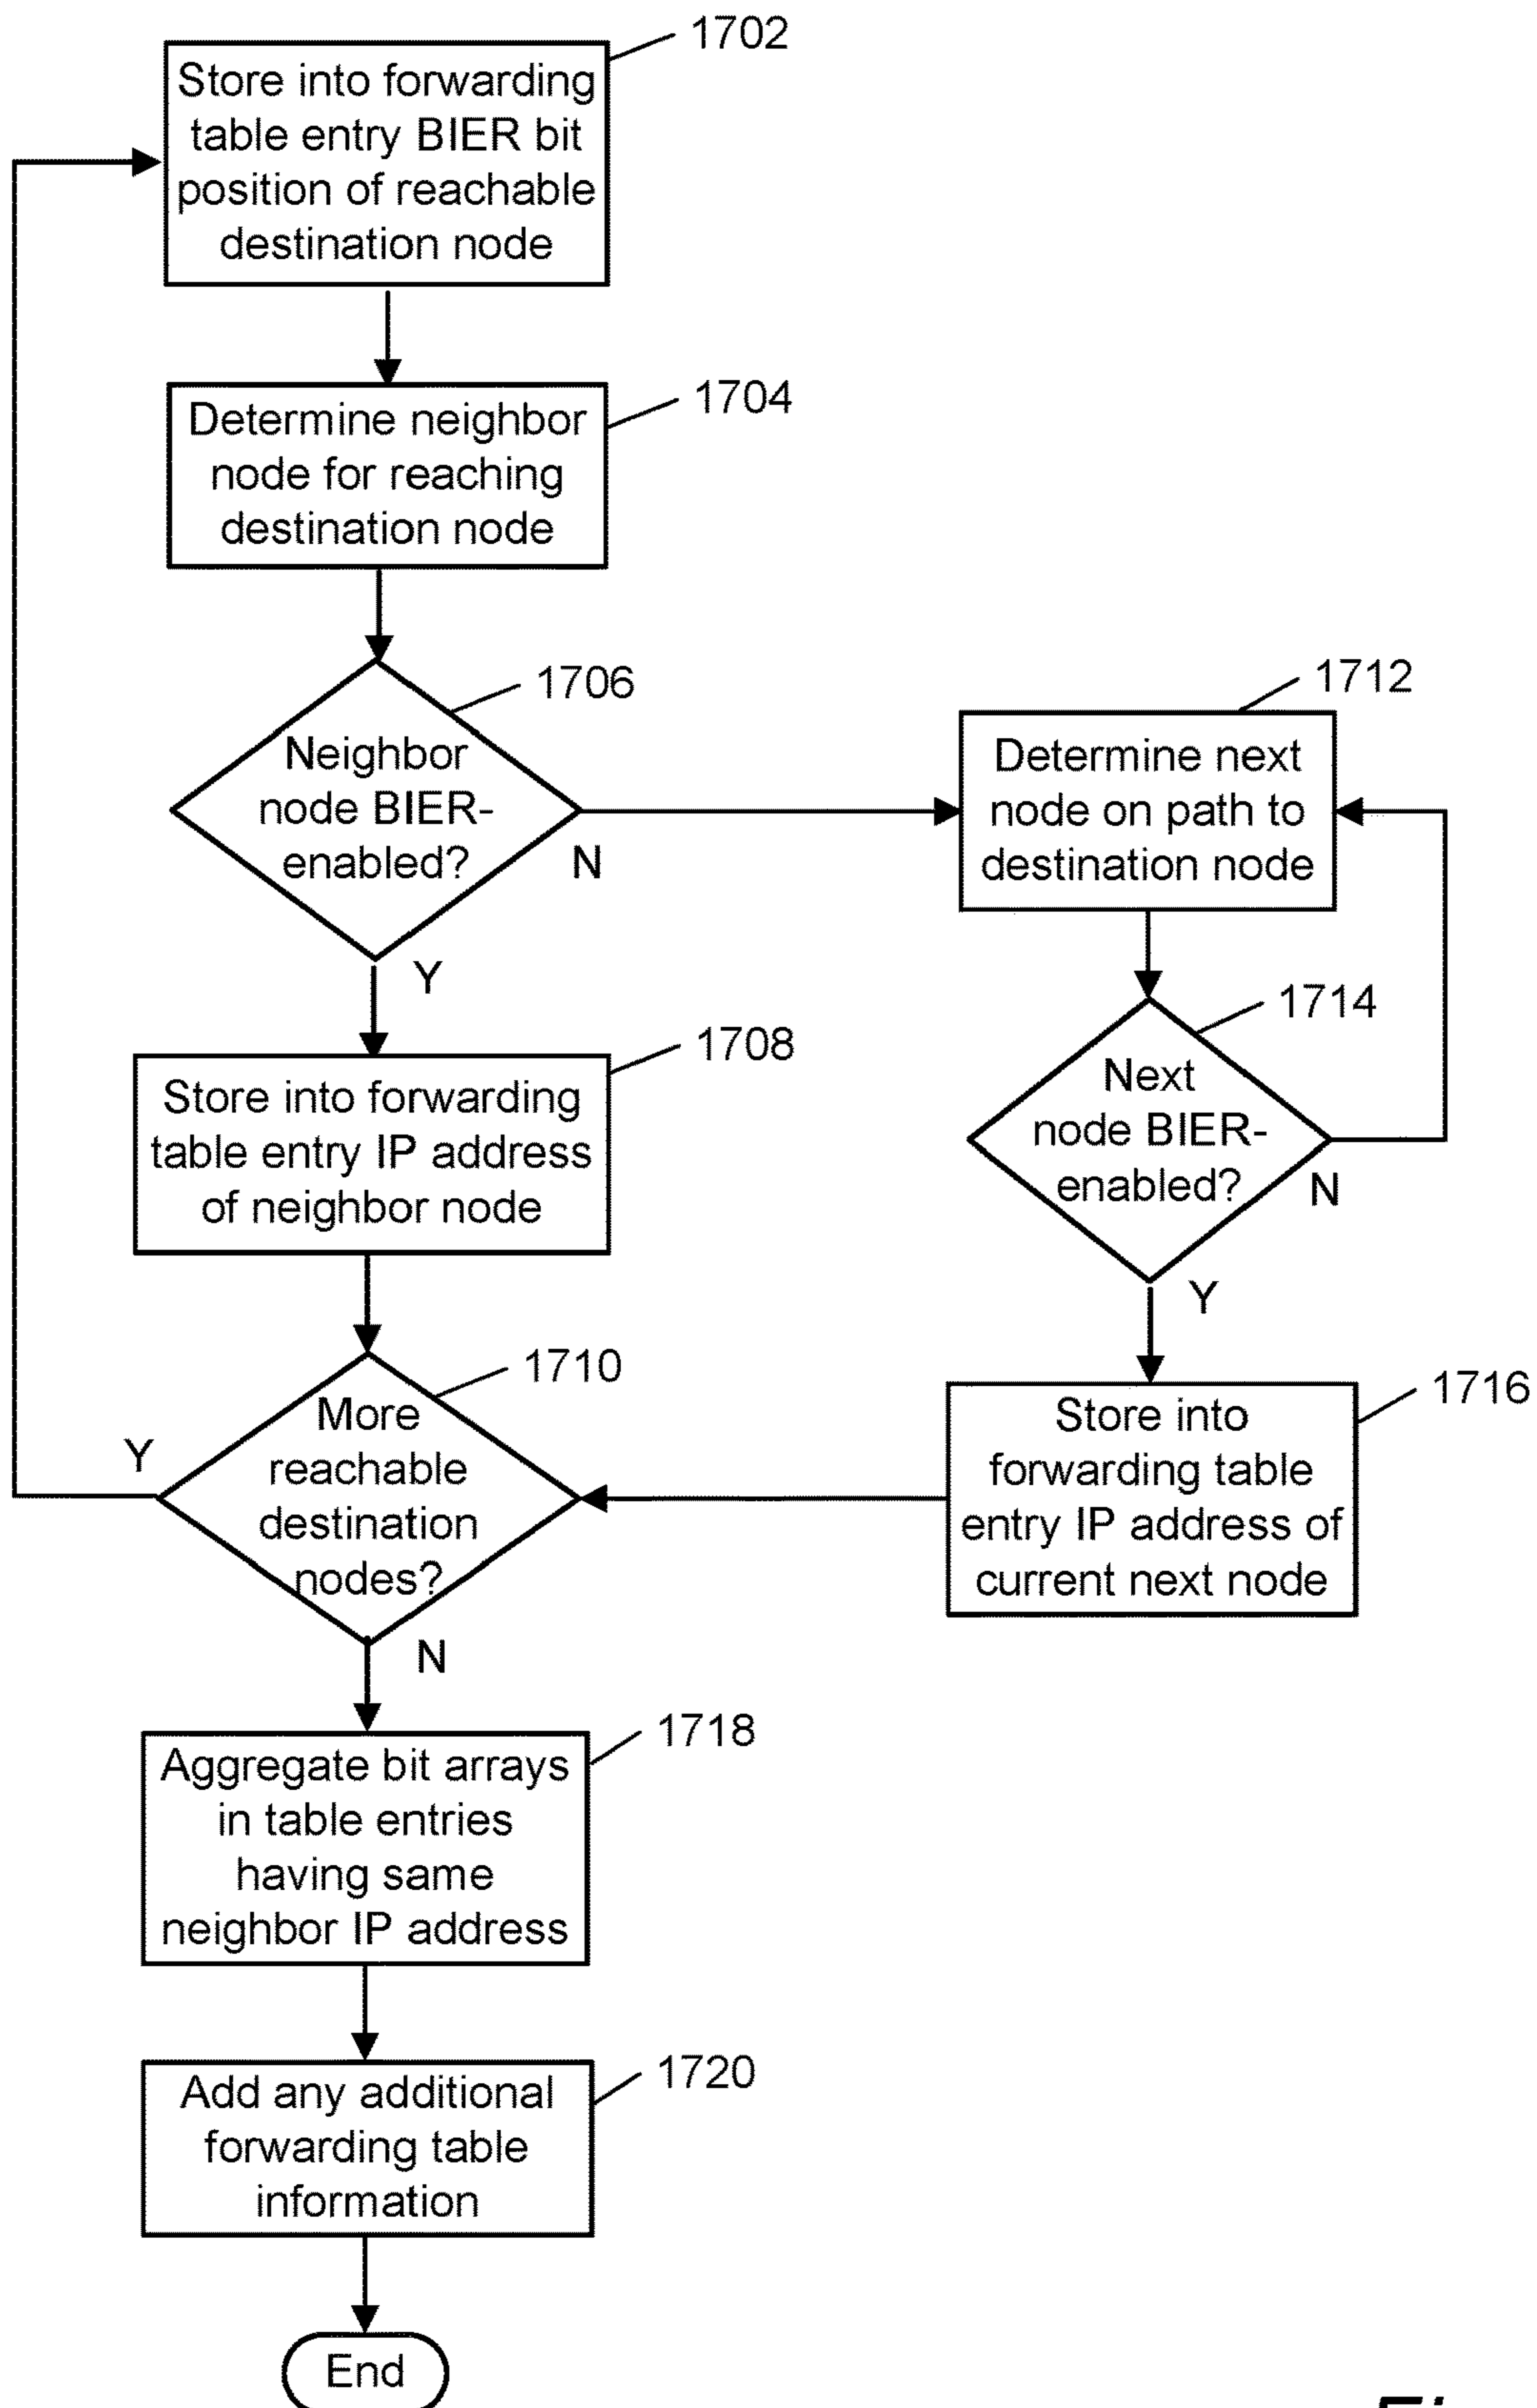 1702
Store into forwarding
table entry BIER bit
position of reachable
destination node
1704
Determine neighbor
node for reaching
destination node
1706
Neighbor
node BIER-
enabled?
N
Y
1712
Determine next
node on path to
destination node
1714
Next
node BIER-
enabled?
N
Y
1708
Store into forwarding
table entry IP address
of neighbor node
1710
More
reachable
destination
nodes?
Y
N
1716
Store into
forwarding table
entry IP address of
current next node
1718
Aggregate bit arrays
in table entries
having same
neighbor IP address
1720
Add any additional
forwarding table
information
End